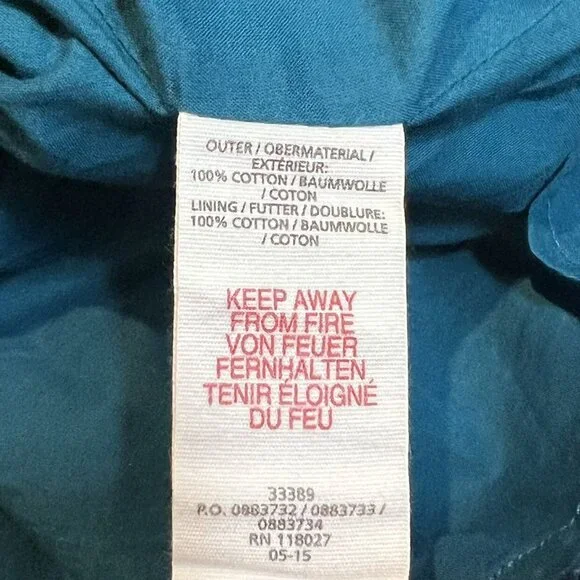 OUTER / OBERMATERIAL /
EXTÉRIEUR:
100% COTTON / BAUMWOLLE
/ COTON
LINING / FUTTER / DOUBLURE:
100% COTTON / BAUMWOLLE
/ COTON
KEEP AWAY
FROM FIRE
VON FEUER
FERNHALTEN
TENIR ÉLOIGNÉ
DU FEU
33389
P.O. 0883732 / 0883733 /
0883734
RN 118027
05-15